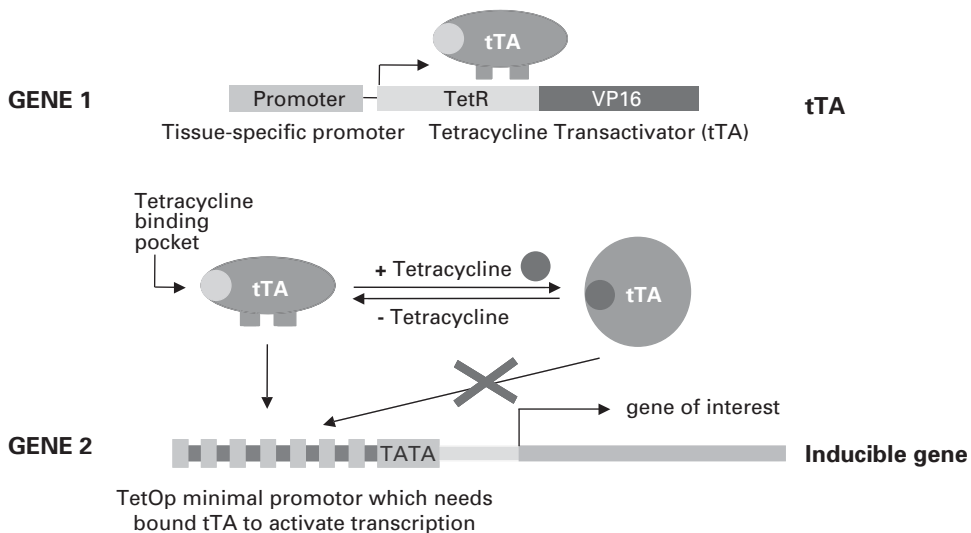 tTA
GENE 1
Promoter
TetR
VP16
tTA
Tissue-specific promoter
Tetracycline Transactivator (tTA)
Tetracycline
binding
pocket
tTA
+ Tetracycline
- Tetracycline
tTA
gene of interest
GENE 2
TATA
Inducible gene
TetOp minimal promotor which needs
bound tTA to activate transcription